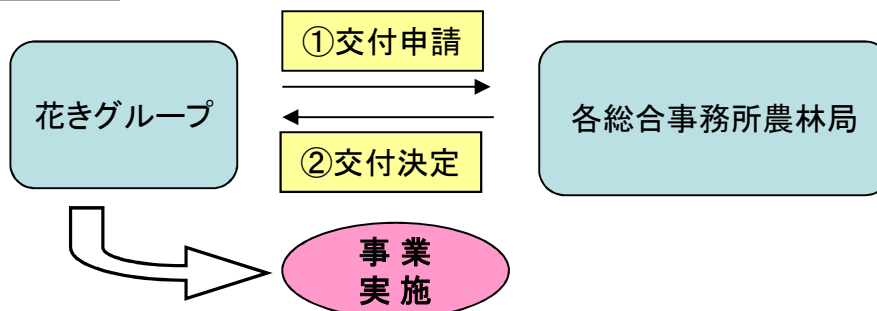 ①交付申請
花きグループ
各総合事務所農林局
②交付決定
事業
実施